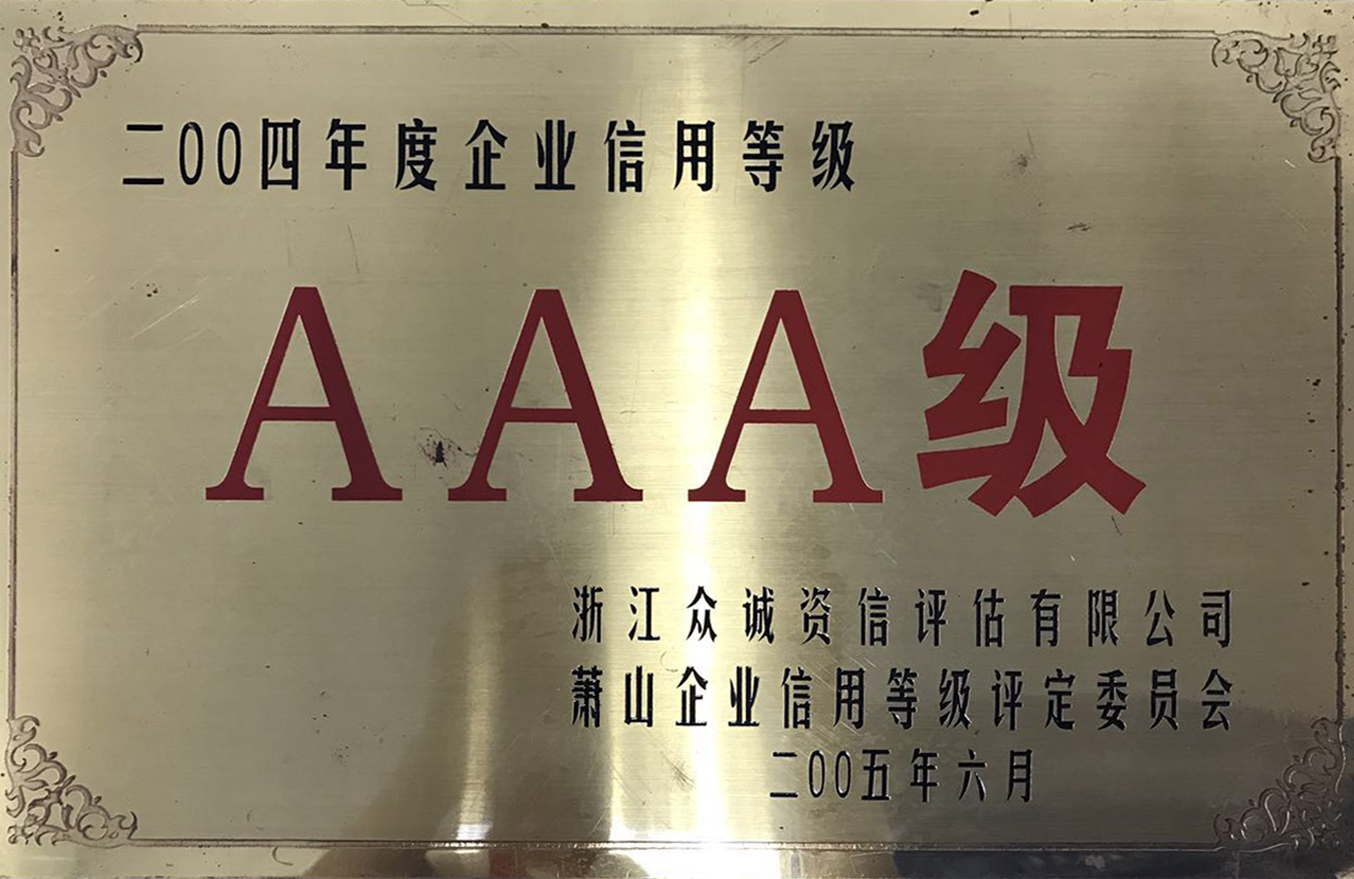 二00四年度企业信用等级
AAA级
浙江众诚资信评估有限公司
萧山企业信用等级评定委员会
二00五年六月